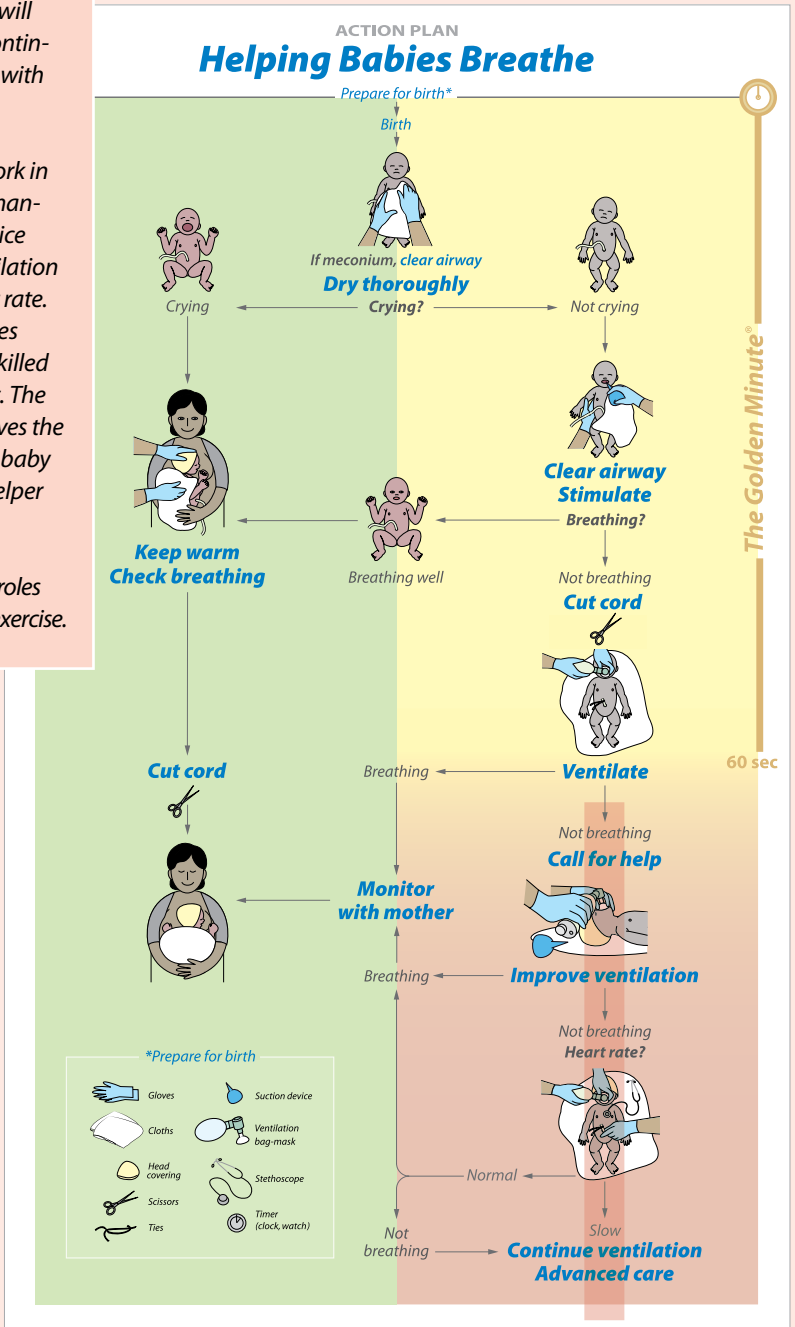 will
ontin-
with
ork in
han-
ice
ilation
rate.
es
killed
. The
ves the
baby
elper
roles
xercise.
ACTION PLAN
Helping Babies Breathe
Prepare for birth*
Birth
If meconium, clear airway
Dry thoroughly
Crying
Crying?
Not crying
The Golden Minute®
Clear airway
Stimulate
Breathing?
Keep warm
Check breathing
Breathing well
Not breathing
Cut cord
Cut cord
Breathing
Ventilate
60 sec
Not breathing
Call for help
Monitor
with mother
Breathing
Improve ventilation
Not breathing
Heart rate?
*Prepare for birth
Gloves
Suction device
Cloths
Ventilation
bag-mask
Head
covering
Stethoscope
Scissors
Ties
Timer
(clock, watch)
Normal
Not
breathing
Slow
Continue ventilation
Advanced care